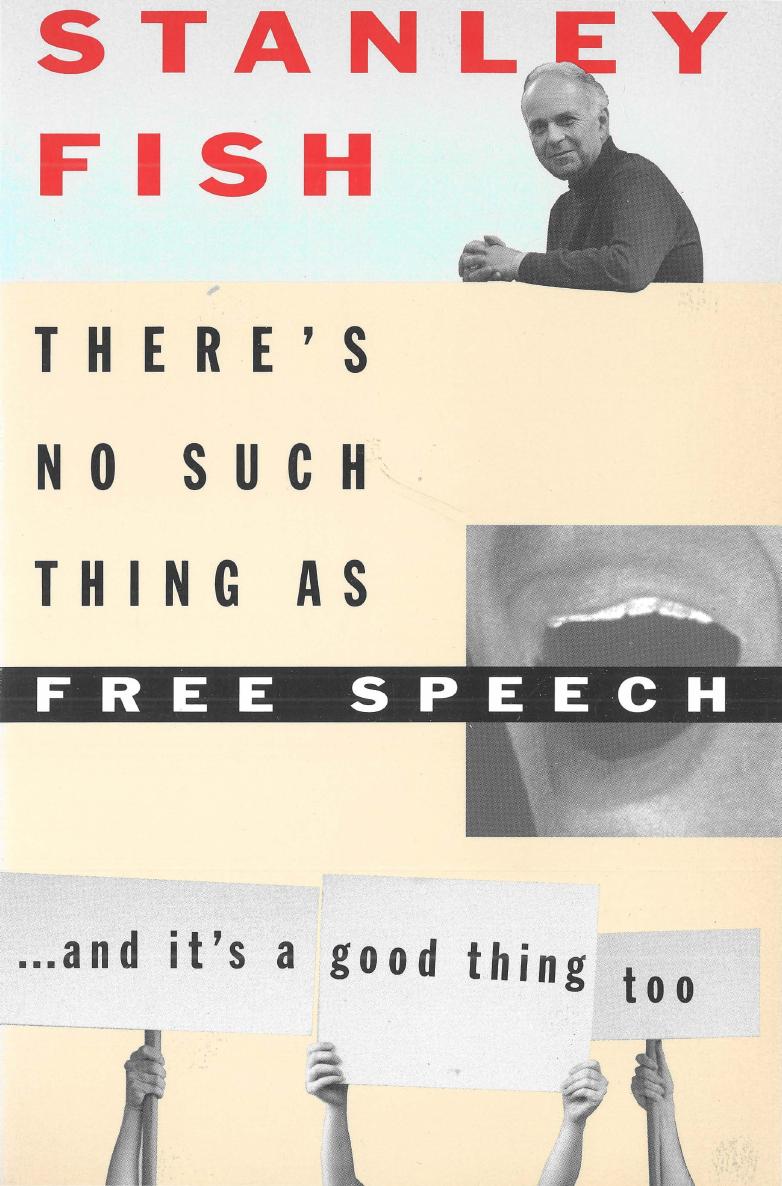 STANLEY
FISH
THERE'S
NO SUCH
THING AS
FREE SPEECH
...and it's a good thing too